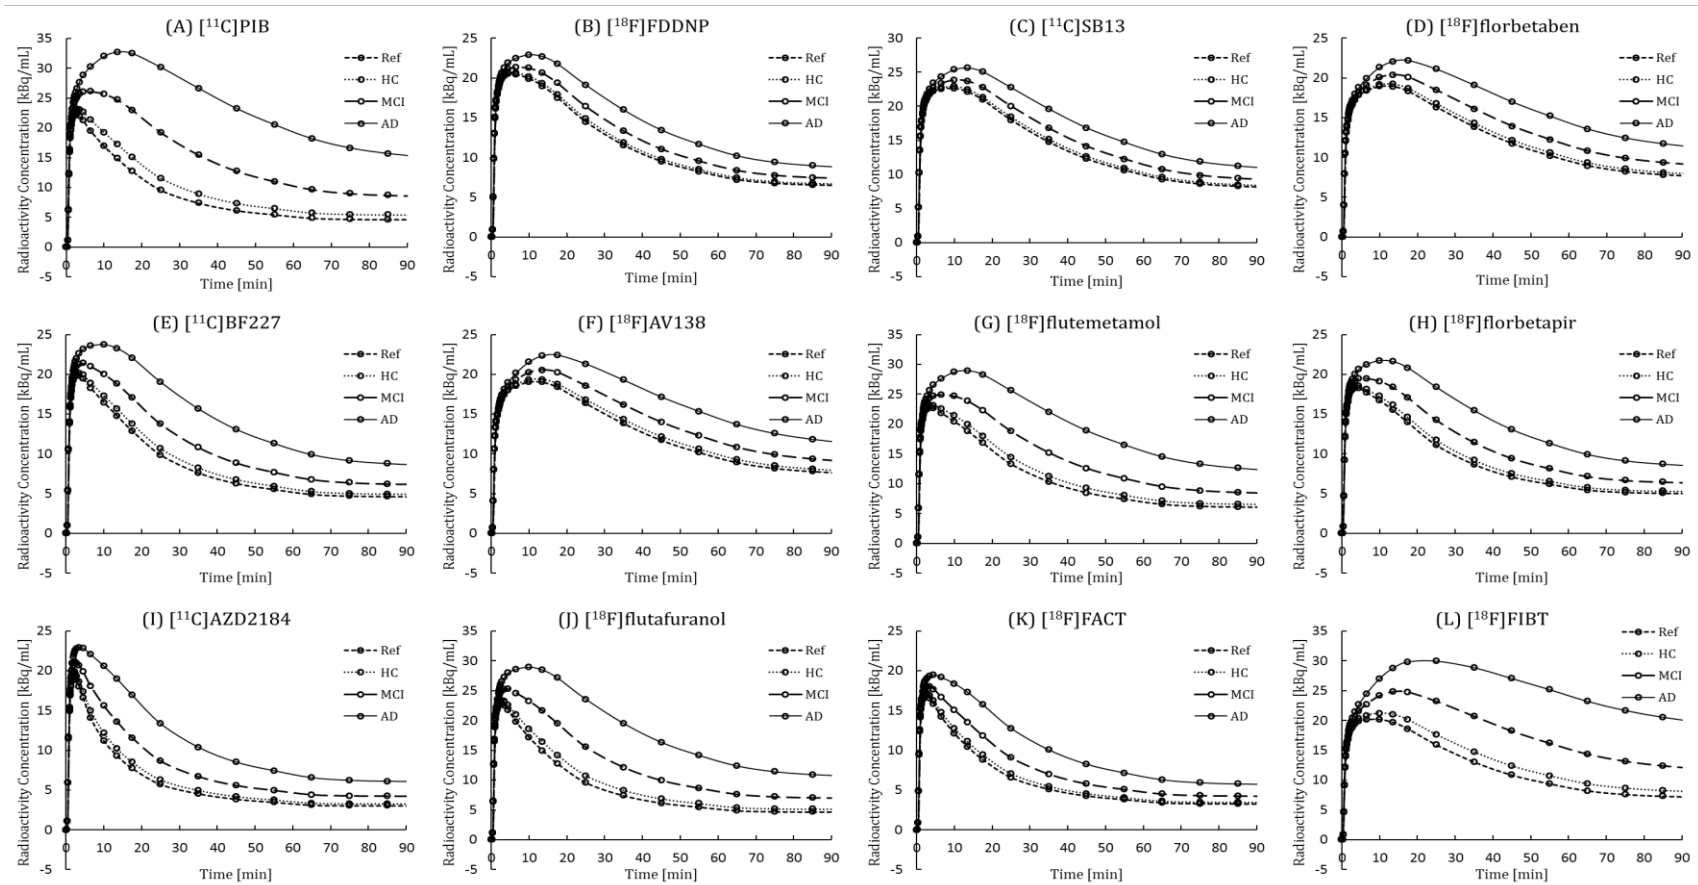 (A) [¹¹C]PIB
Radioactivity Concentration [kBq/mL]
35
30
25
20
15
10
5
0
-5
0 10 20 30 40 50 60 70 80 90
Time [min]
Ref
HC
MCI
AD
(B) [¹⁸F]FDDNP
Radioactivity Concentration [kBq/mL]
25
20
15
10
5
0
-5
0 10 20 30 40 50 60 70 80 90
Time [min]
Ref
HC
MCI
AD
(C) [¹¹C]SB13
Radioactivity Concentration [kBq/mL]
30
25
20
15
10
5
0
-5
0 10 20 30 40 50 60 70 80 90
Time [min]
Ref
HC
MCI
AD
(D) [¹⁸F]florbetaben
Radioactivity Concentration [kBq/mL]
25
20
15
10
5
0
-5
0 10 20 30 40 50 60 70 80 90
Time [min]
Ref
HC
MCI
AD
(E) [¹¹C]BF227
Radioactivity Concentration [kBq/mL]
25
20
15
10
5
0
-5
0 10 20 30 40 50 60 70 80 90
Time [min]
Ref
HC
MCI
AD
(F) [¹⁸F]AV138
Radioactivity Concentration [kBq/mL]
25
20
15
10
5
0
-5
0 10 20 30 40 50 60 70 80 90
Time [min]
Ref
HC
MCI
AD
(G) [¹⁸F]flutemetamol
Radioactivity Concentration [kBq/mL]
35
30
25
20
15
10
5
0
-5
0 10 20 30 40 50 60 70 80 90
Time [min]
Ref
HC
MCI
AD
(H) [¹⁸F]florbetapir
Radioactivity Concentration [kBq/mL]
25
20
15
10
5
0
-5
0 10 20 30 40 50 60 70 80 90
Time [min]
Ref
HC
MCI
AD
(I) [¹¹C]AZD2184
Radioactivity Concentration [kBq/mL]
25
20
15
10
5
0
-5
0 10 20 30 40 50 60 70 80 90
Time [min]
Ref
HC
MCI
AD
(J) [¹⁸F]flutafuranol
Radioactivity Concentration [kBq/mL]
35
30
25
20
15
10
5
0
-5
0 10 20 30 40 50 60 70 80 90
Time [min]
Ref
HC
MCI
AD
(K) [¹⁸F]FACT
Radioactivity Concentration [kBq/mL]
25
20
15
10
5
0
-5
0 10 20 30 40 50 60 70 80 90
Time [min]
Ref
HC
MCI
AD
(L) [¹⁸F]FIBT
Radioactivity Concentration [kBq/mL]
35
30
25
20
15
10
5
0
-5
0 10 20 30 40 50 60 70 80 90
Time [min]
Ref
HC
MCI
AD